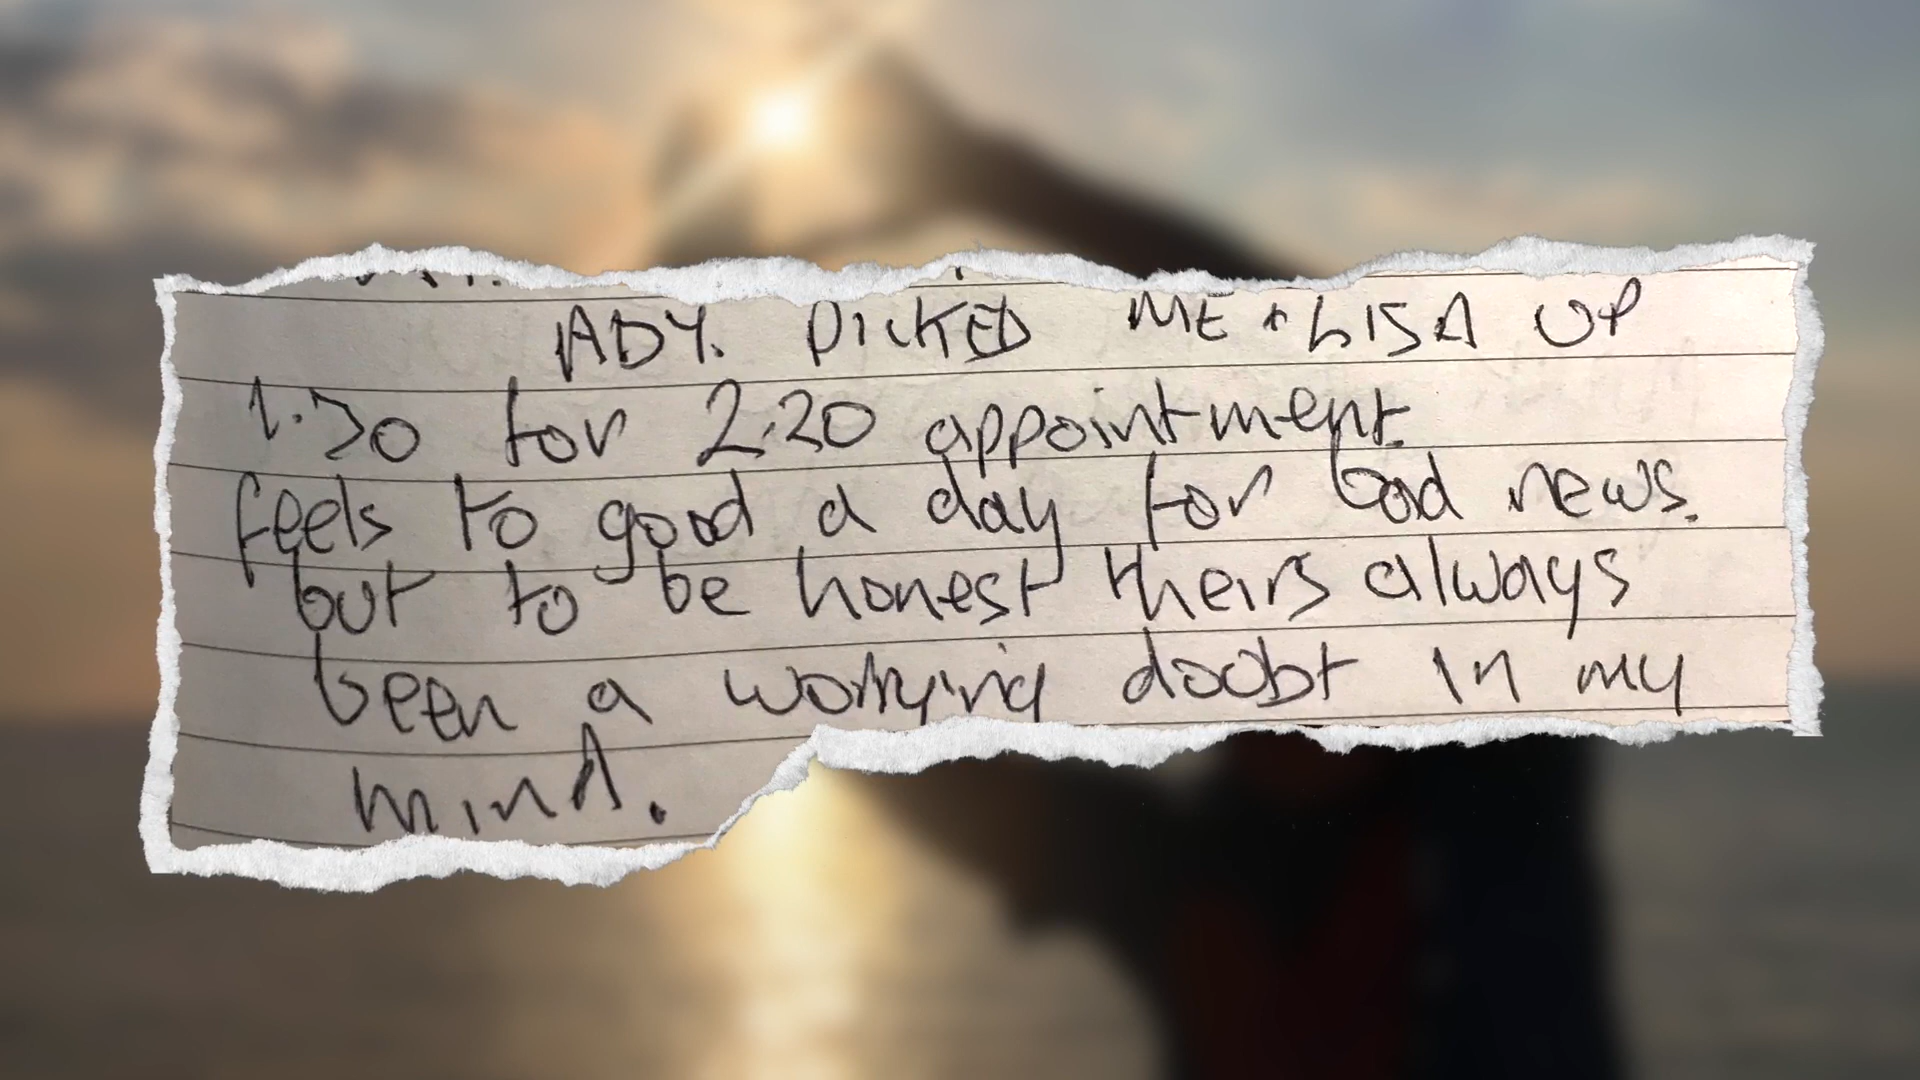 ADY. PICKED ME + LISA UP
1.30 for 2.20 appointment.
feels to good a day for bad news.
but to be honest theirs always
been a worrying doubt in my
mind.